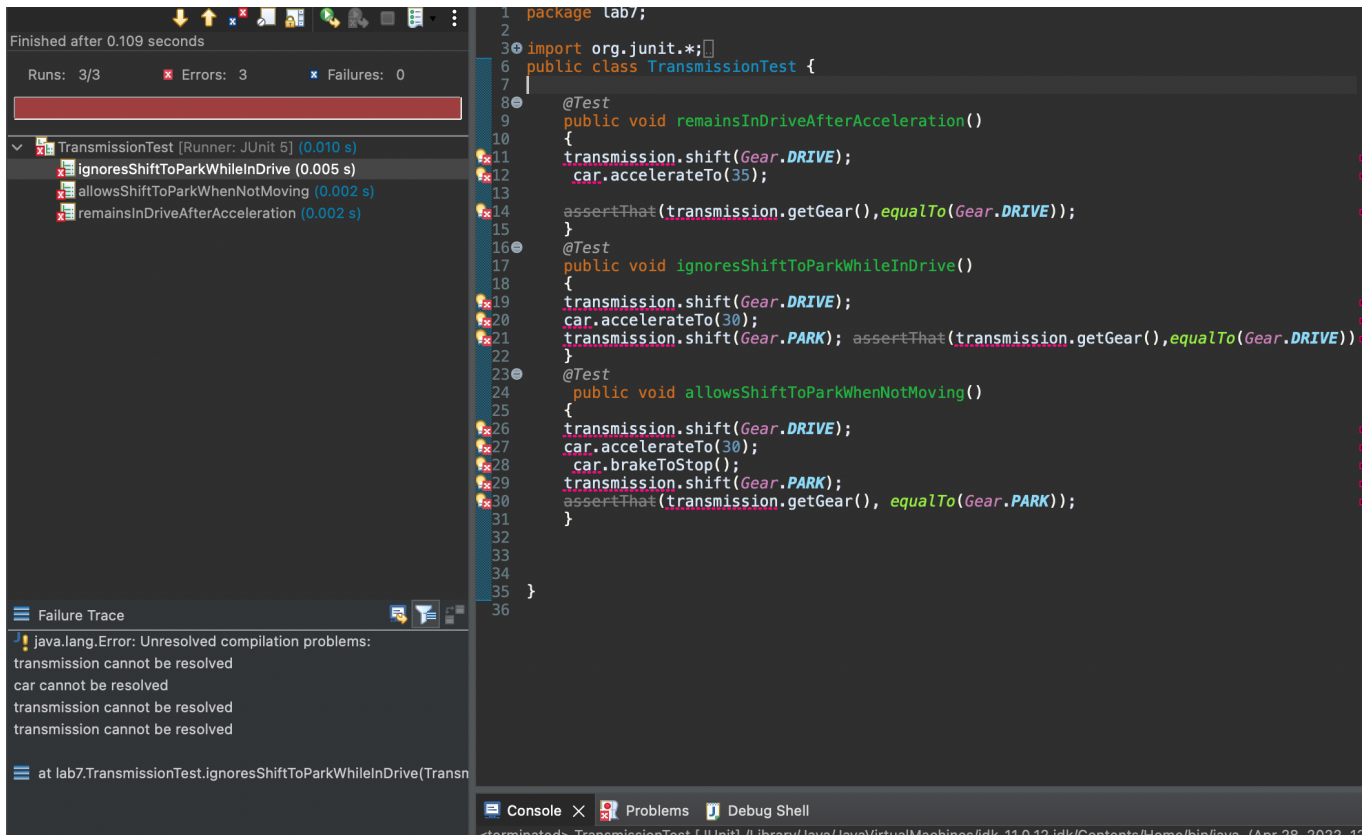 Finished after 0.109 seconds
Runs: 3/3 Errors: 3 Failures: 0
TransmissionTest [Runner: JUnit 5] (0.010 s)
ignoresShiftToParkWhileInDrive (0.005 s)
allowsShiftToParkWhenNotMoving (0.002 s)
remainsInDriveAfterAcceleration (0.002 s)
Failure Trace
java.lang.Error: Unresolved compilation problems:
transmission cannot be resolved
car cannot be resolved
transmission cannot be resolved
transmission cannot be resolved
at lab7.TransmissionTest.ignoresShiftToParkWhileInDrive(Transn
1 package lab7;
2
3 import org.junit.*;
6 public class TransmissionTest {
7
8 @Test
9 public void remainsInDriveAfterAcceleration()
10 {
11 transmission.shift(Gear.DRIVE);
12 car.accelerateTo(35);
13
14 assertThat(transmission.getGear(),equalTo(Gear.DRIVE));
15 }
16 @Test
17 public void ignoresShiftToParkWhileInDrive()
18 {
19 transmission.shift(Gear.DRIVE);
20 car.accelerateTo(30);
21 transmission.shift(Gear.PARK); assertThat(transmission.getGear(),equalTo(Gear.DRIVE))
22 }
23 @Test
24 public void allowsShiftToParkWhenNotMoving()
25 {
26 transmission.shift(Gear.DRIVE);
27 car.accelerateTo(30);
28 car.brakeToStop();
29 transmission.shift(Gear.PARK);
30 assertThat(transmission.getGear(), equalTo(Gear.PARK));
31 }
32
33
34
35 }
36
Console Problems Debug Shell